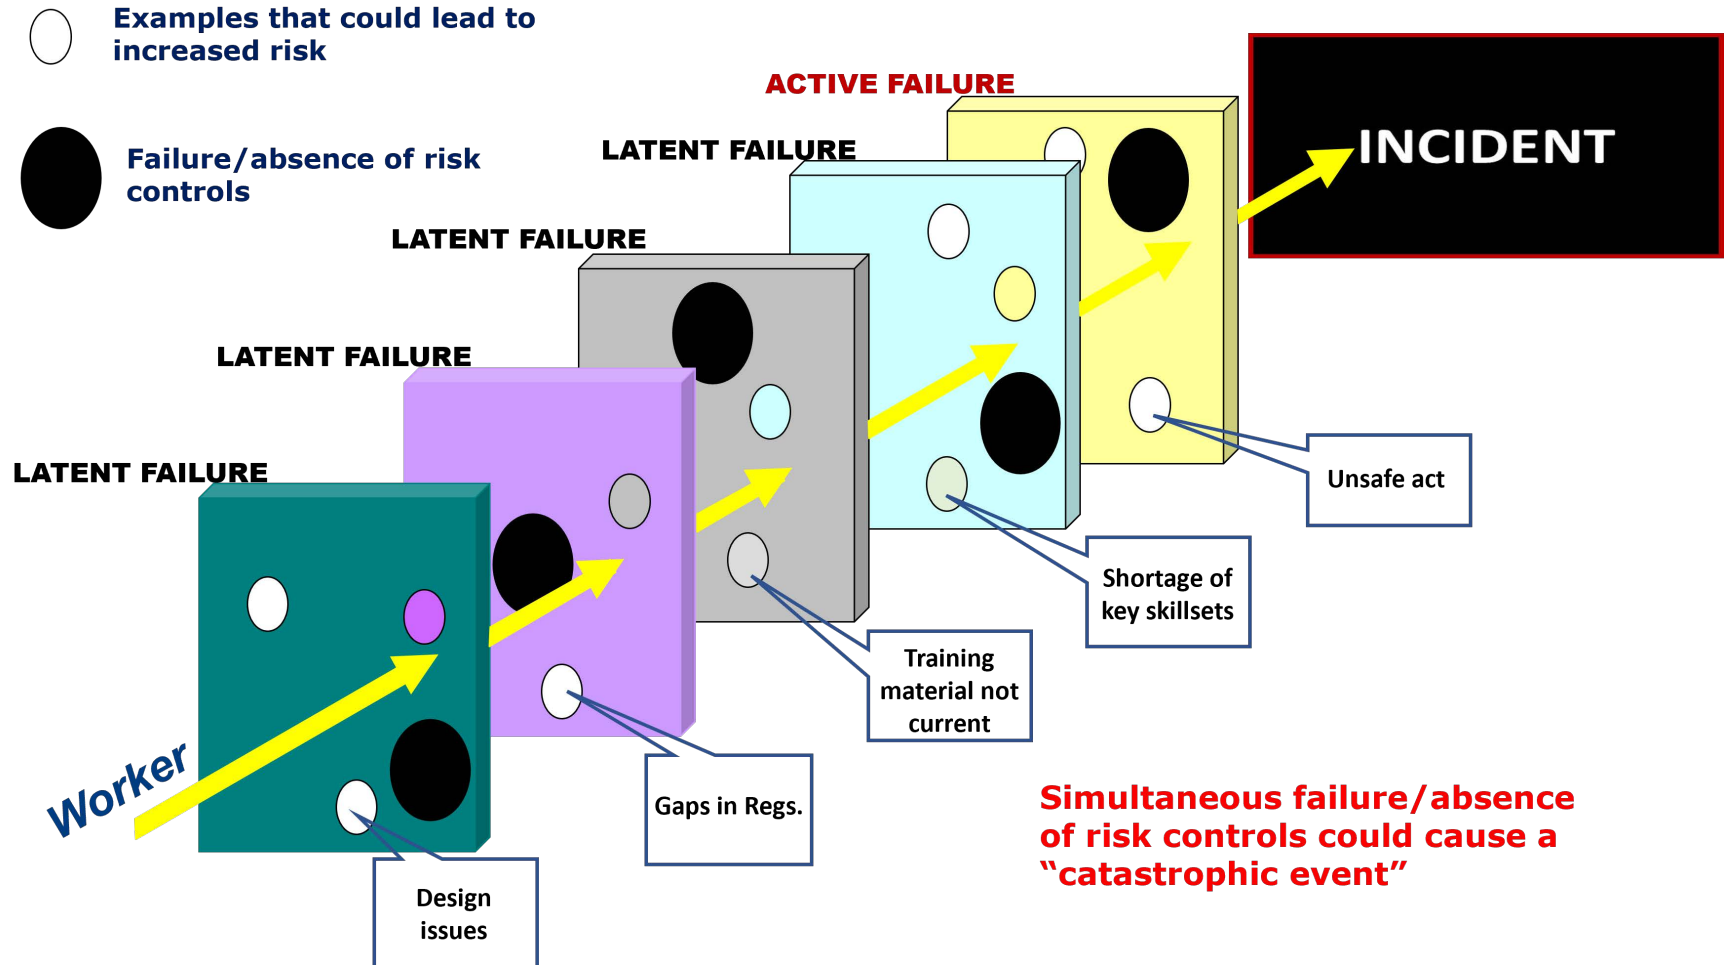 Examples that could lead to
increased risk
Failure/absence of risk
controls
ACTIVE FAILURE
LATENT FAILURE
LATENT FAILURE
LATENT FAILURE
LATENT FAILURE
INCIDENT
Worker
Unsafe act
Shortage of
key skillsets
Training
material not
current
Gaps in Regs.
Design
issues
Simultaneous failure/absence
of risk controls could cause a
“catastrophic event”